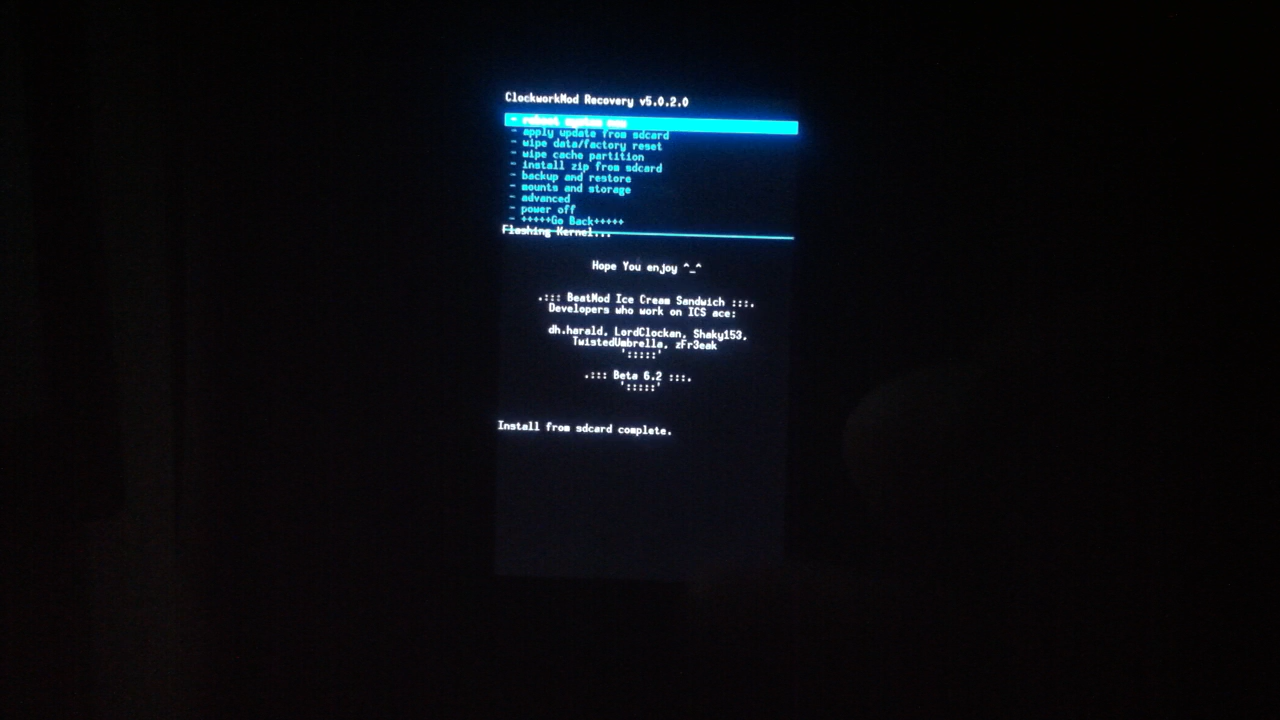 ClockworkMod Recovery v5.0.2.0
- reboot system now
- apply update from sdcard
- wipe data/factory reset
- wipe cache partition
- install zip from sdcard
- backup and restore
- mounts and storage
- advanced
- power off
- +++++Go Back+++++
Flashing Kernel...
Hope You enjoy ^_^
.::: BeatMod Ice Cream Sandwich :::.
Developers who work on ICS ace:
dh.harald, LordClockan, Shaky153,
TwistedUmbrella, zFr3eak
':::::'
.::: Beta 6.2 :::.
':::::'
Install from sdcard complete.